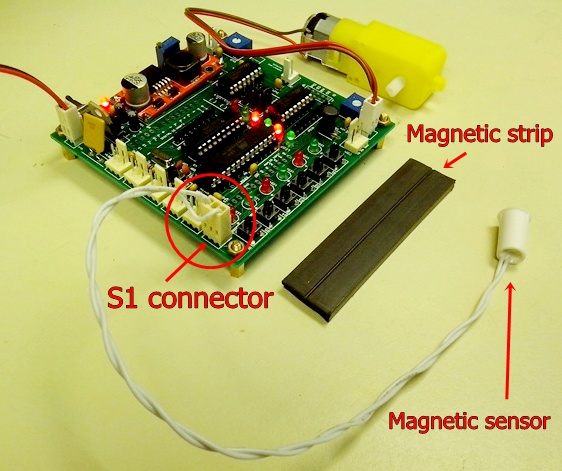 Magnetic strip
S1 connector
Magnetic sensor